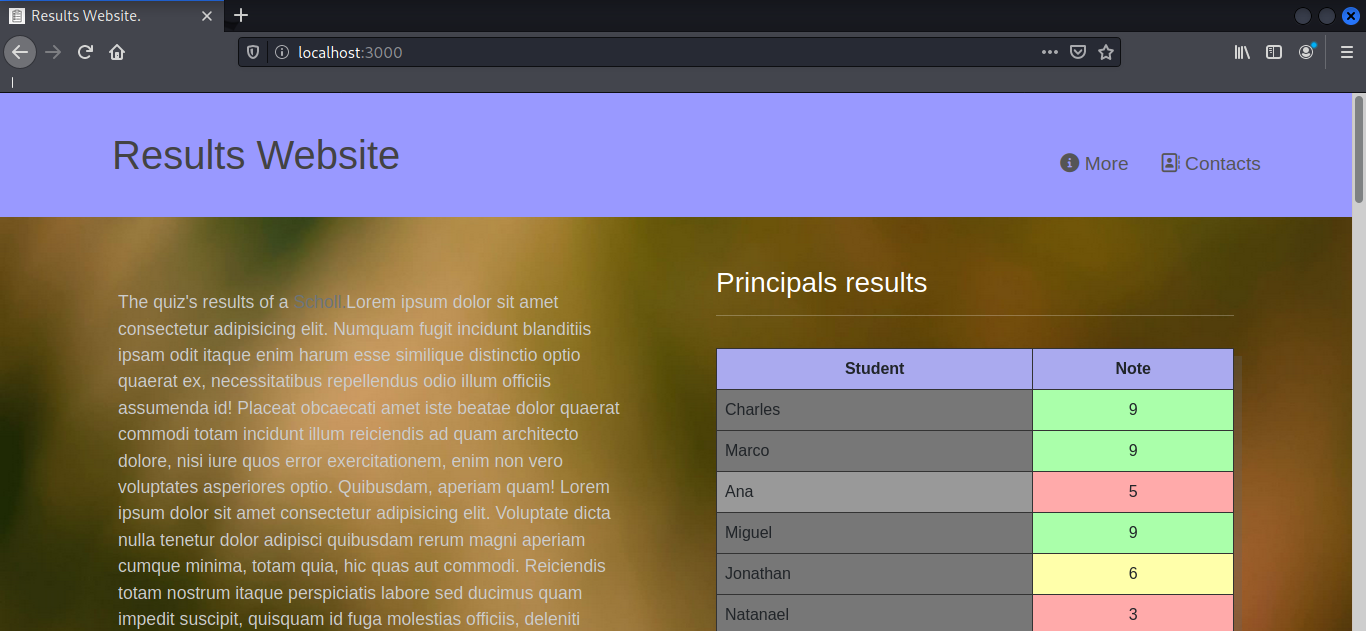 Results Website.
localhost:3000
Results Website
More
Contacts
The quiz's results of a Scholl.Lorem ipsum dolor sit amet
consectetur adipisicing elit. Numquam fugit incidunt blanditiis
ipsam odit itaque enim harum esse similique distinctio optio
quaerat ex, necessitatibus repellendus odio illum officiis
assumenda id! Placeat obcaecati amet iste beatae dolor quaerat
commodi totam incidunt illum reiciendis ad quam architecto
dolore, nisi iure quos error exercitationem, enim non vero
voluptates asperiores optio. Quibusdam, aperiam quam! Lorem
ipsum dolor sit amet consectetur adipisicing elit. Voluptate dicta
nulla tenetur dolor adipisci quibusdam rerum magni aperiam
cumque minima, totam quia, hic quas aut commodi. Reiciendis
totam nostrum itaque perspiciatis labore sed ducimus quam
impedit suscipit, quisquam id fuga molestias officiis, deleniti
Principals results
Student Note
Charles 9
Marco 9
Ana 5
Miguel 9
Jonathan 6
Natanael 3